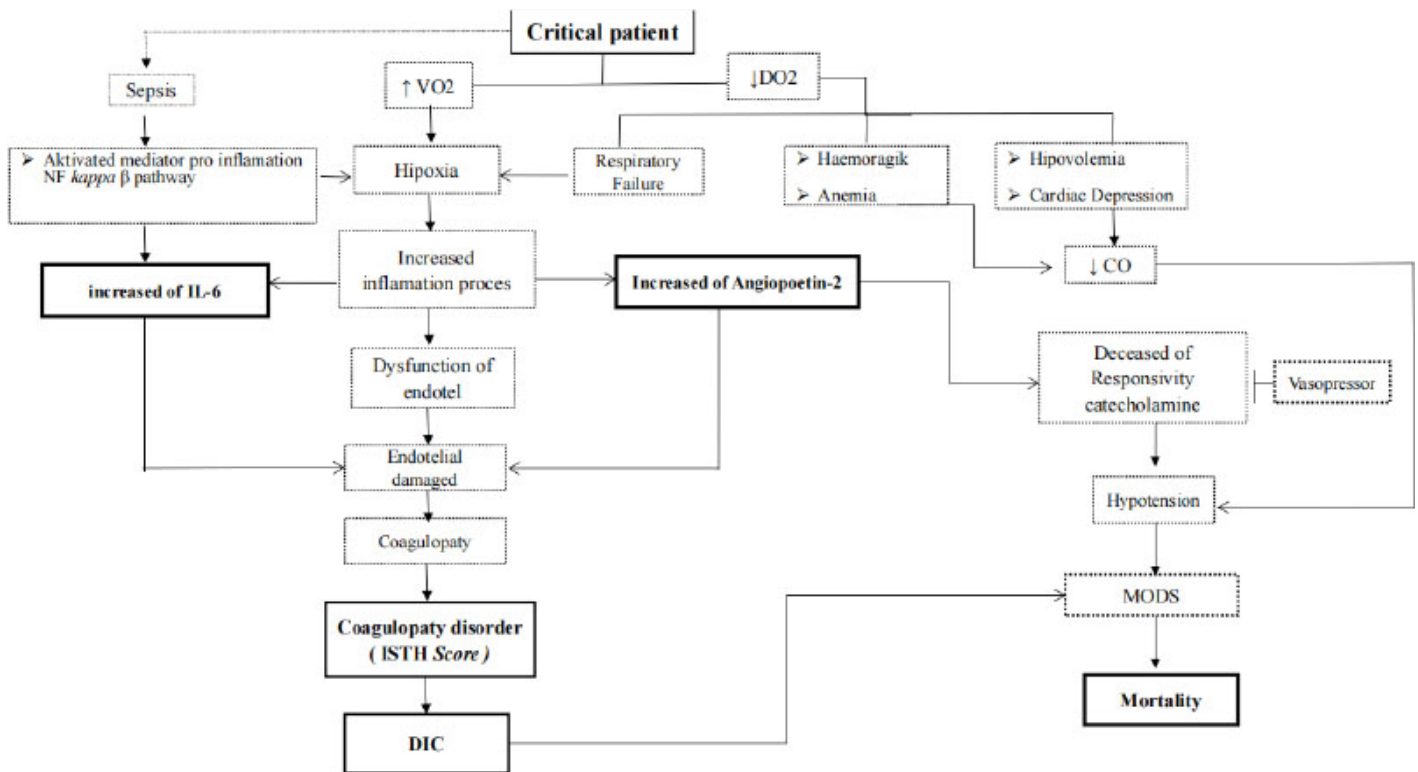 Critical patient
Sepsis
↑ VO2
↓DO2
➢ Aktivated mediator pro inflamation
NF kappa β pathway
Hipoxia
Respiratory
Failure
➢ Haemoragik
➢ Anemia
➢ Hipovolemia
➢ Cardiac Depression
increased of IL-6
Increased
inflamation proces
Increased of Angiopoetin-2
↓ CO
Dysfunction of
endotel
Deceased of
Responsivity
catecholamine
Vasopressor
Endotelial
damaged
Hypotension
Coagulopaty
MODS
Coagulopaty disorder
( ISTH Score )
Mortality
DIC